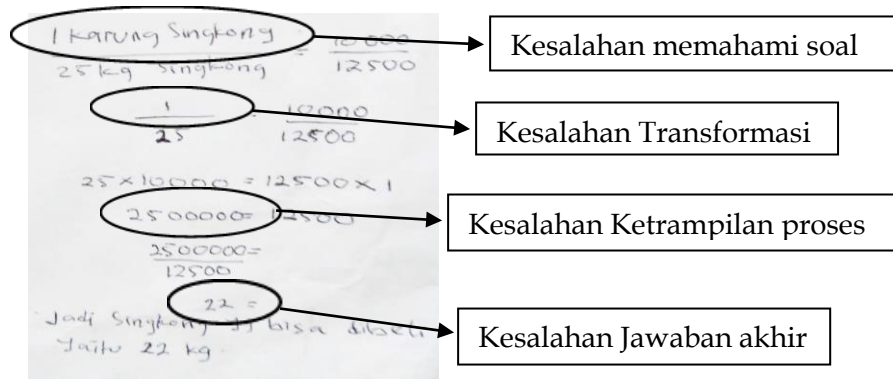 1 Karung Singkong = 10000
25 kg Singkong 12500
Kesalahan memahami soal
1 10000
25 12500
Kesalahan Transformasi
25 x 10000 = 12500 x 1
2500000 = 12500
Kesalahan Ketrampilan proses
2500000 =
12500
22 =
Kesalahan Jawaban akhir
Jadi Singkong bisa dibeli
Yaitu 22 kg.